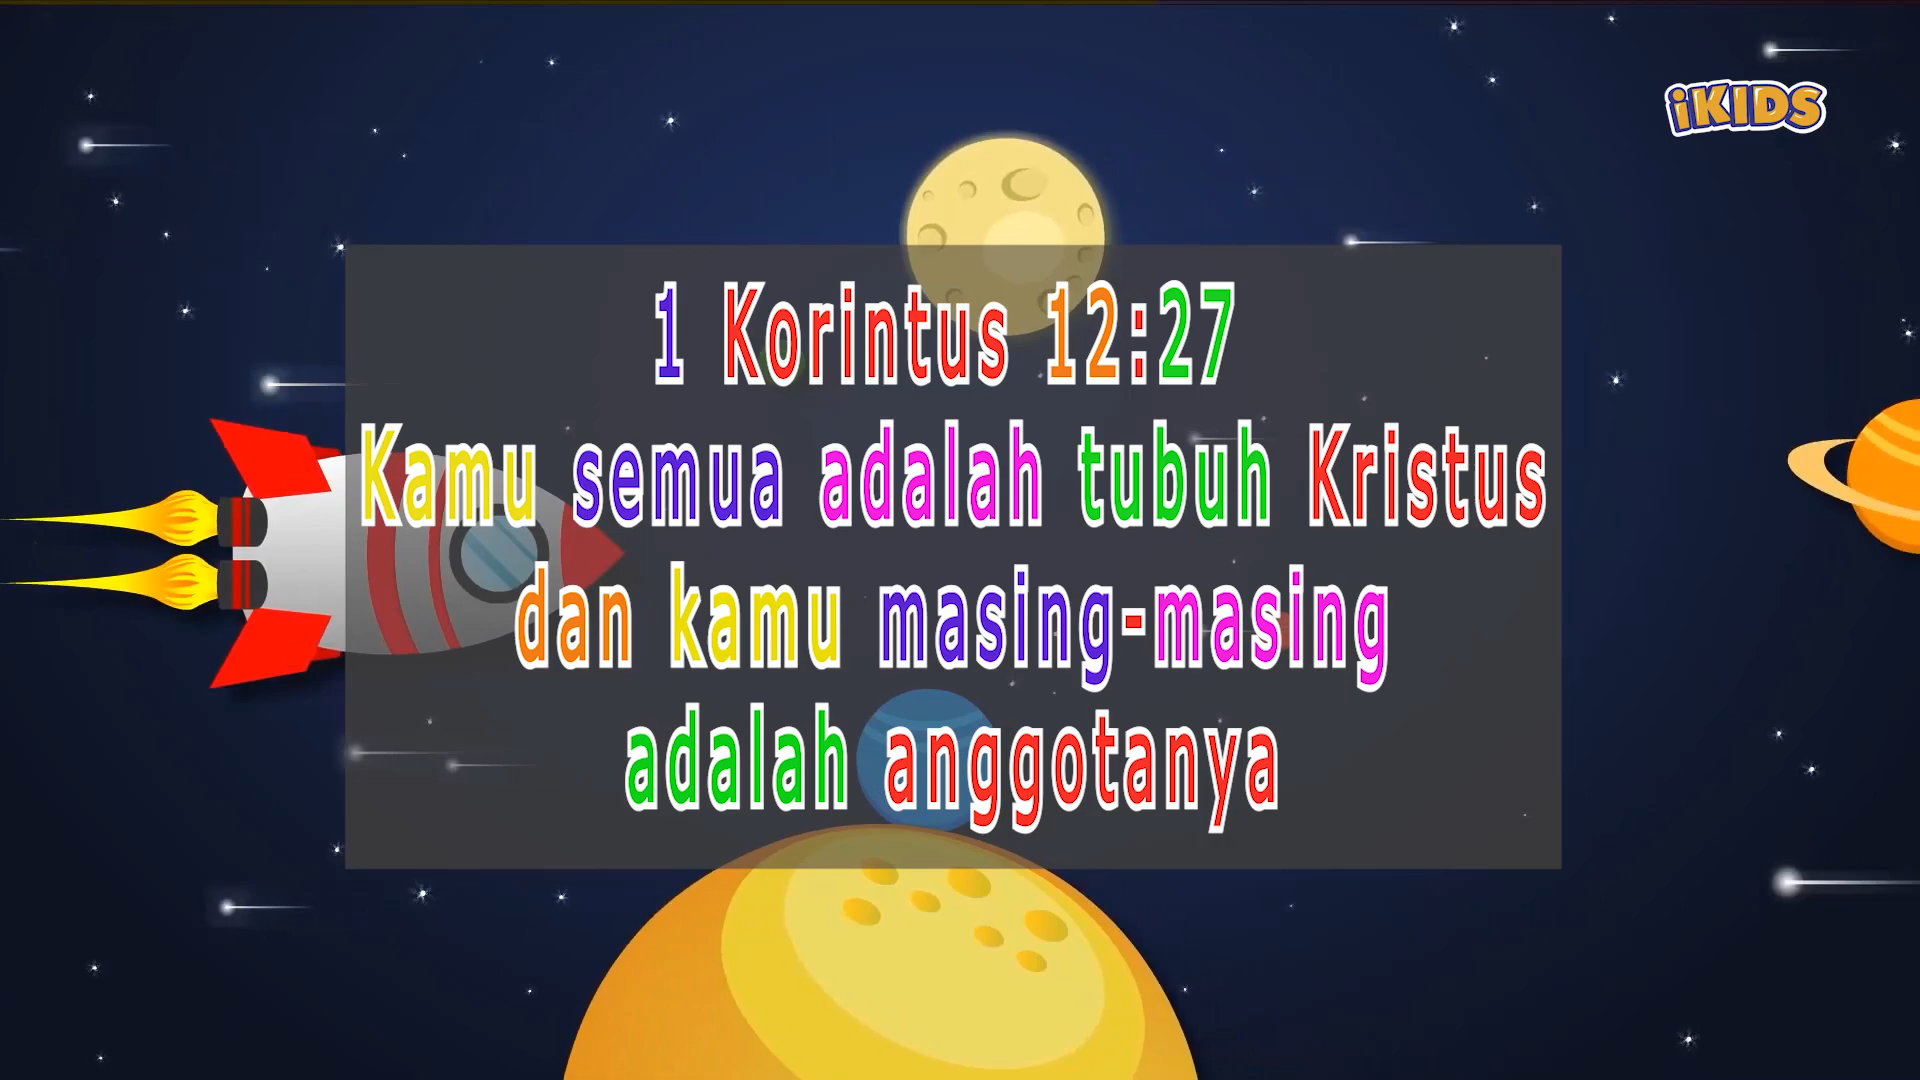 iKIDS
1 Korintus 12:27
Kamu semua adalah tubuh Kristus
dan kamu masing-masing
adalah anggotanya